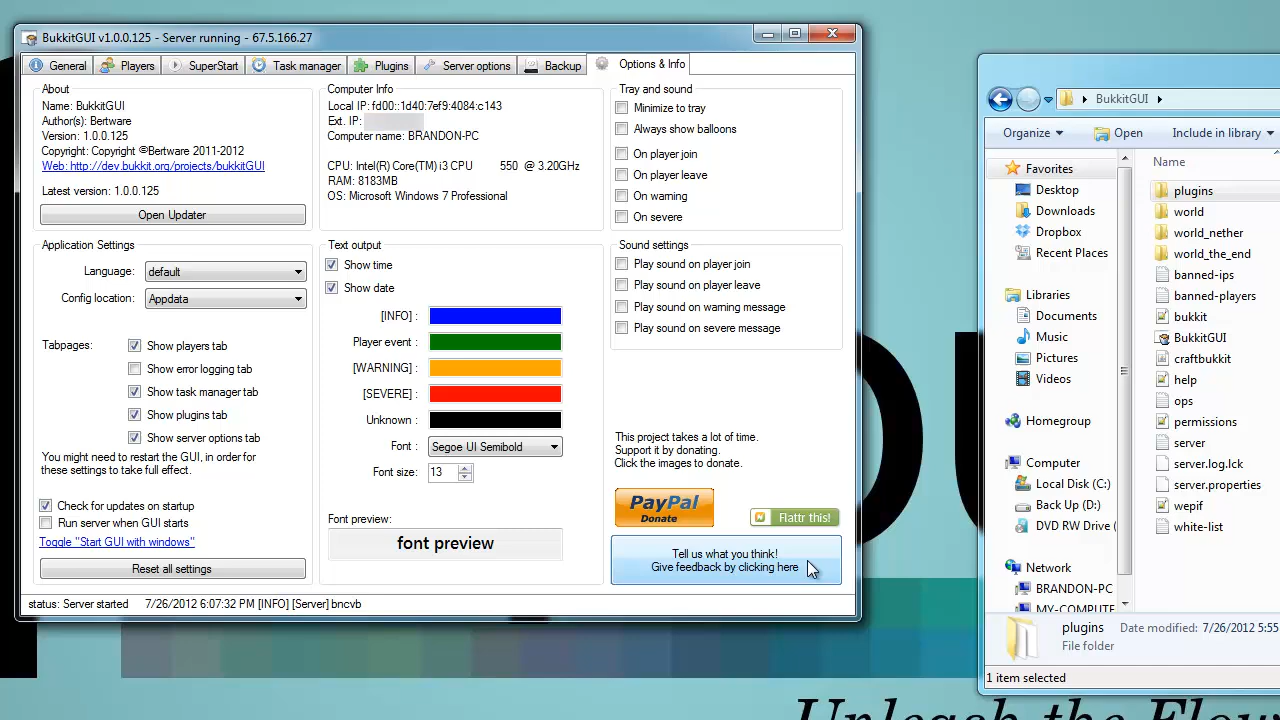 BukkitGUI v1.0.0.125 - Server running - 67.5.166.27
General
Players
SuperStart
Task manager
Plugins
Server options
Backup
Options & Info
About
Name: BukkitGUI
Author(s): Bertware
Version: 1.0.0.125
Copyright: Copyright ©Bertware 2011-2012
Web: http://dev.bukkit.org/projects/bukkitGUI
Latest version: 1.0.0.125
Open Updater
Computer Info
Local IP: fd00::1d40:7ef9:4084:c143
Ext. IP:
Computer name: BRANDON-PC
CPU: Intel(R) Core(TM) i3 CPU 550 @ 3.20GHz
RAM: 8183MB
OS: Microsoft Windows 7 Professional
Tray and sound
Minimize to tray
Always show balloons
On player join
On player leave
On warning
On severe
Application Settings
Language: default
Config location: Appdata
Tabpages:
Show players tab
Show error logging tab
Show task manager tab
Show plugins tab
Show server options tab
You might need to restart the GUI, in order for
these settings to take full effect.
Check for updates on startup
Run server when GUI starts
Toggle "Start GUI with windows"
Reset all settings
Text output
Show time
Show date
[INFO] :
Player event :
[WARNING] :
[SEVERE] :
Unknown :
Font : Segoe UI Semibold
Font size: 13
Font preview:
font preview
Sound settings
Play sound on player join
Play sound on player leave
Play sound on warning message
Play sound on severe message
This project takes a lot of time.
Support it by donating.
Click the images to donate.
PayPal
Donate
Flattr this!
Tell us what you think!
Give feedback by clicking here
status: Server started 7/26/2012 6:07:32 PM [INFO] [Server] bncvb
BukkitGUI
Organize
Open
Include in library
Favorites
Desktop
Downloads
Dropbox
Recent Places
Libraries
Documents
Music
Pictures
Videos
Homegroup
Computer
Local Disk (C:)
Back Up (D:)
DVD RW Drive (
Network
BRANDON-PC
MY-COMPUTE
Name
plugins
world
world_nether
world_the_end
banned-ips
banned-players
bukkit
BukkitGUI
craftbukkit
help
ops
permissions
server
server.log.lck
server.properties
wepif
white-list
plugins Date modified: 7/26/2012 5:55
File folder
1 item selected
Unleash the